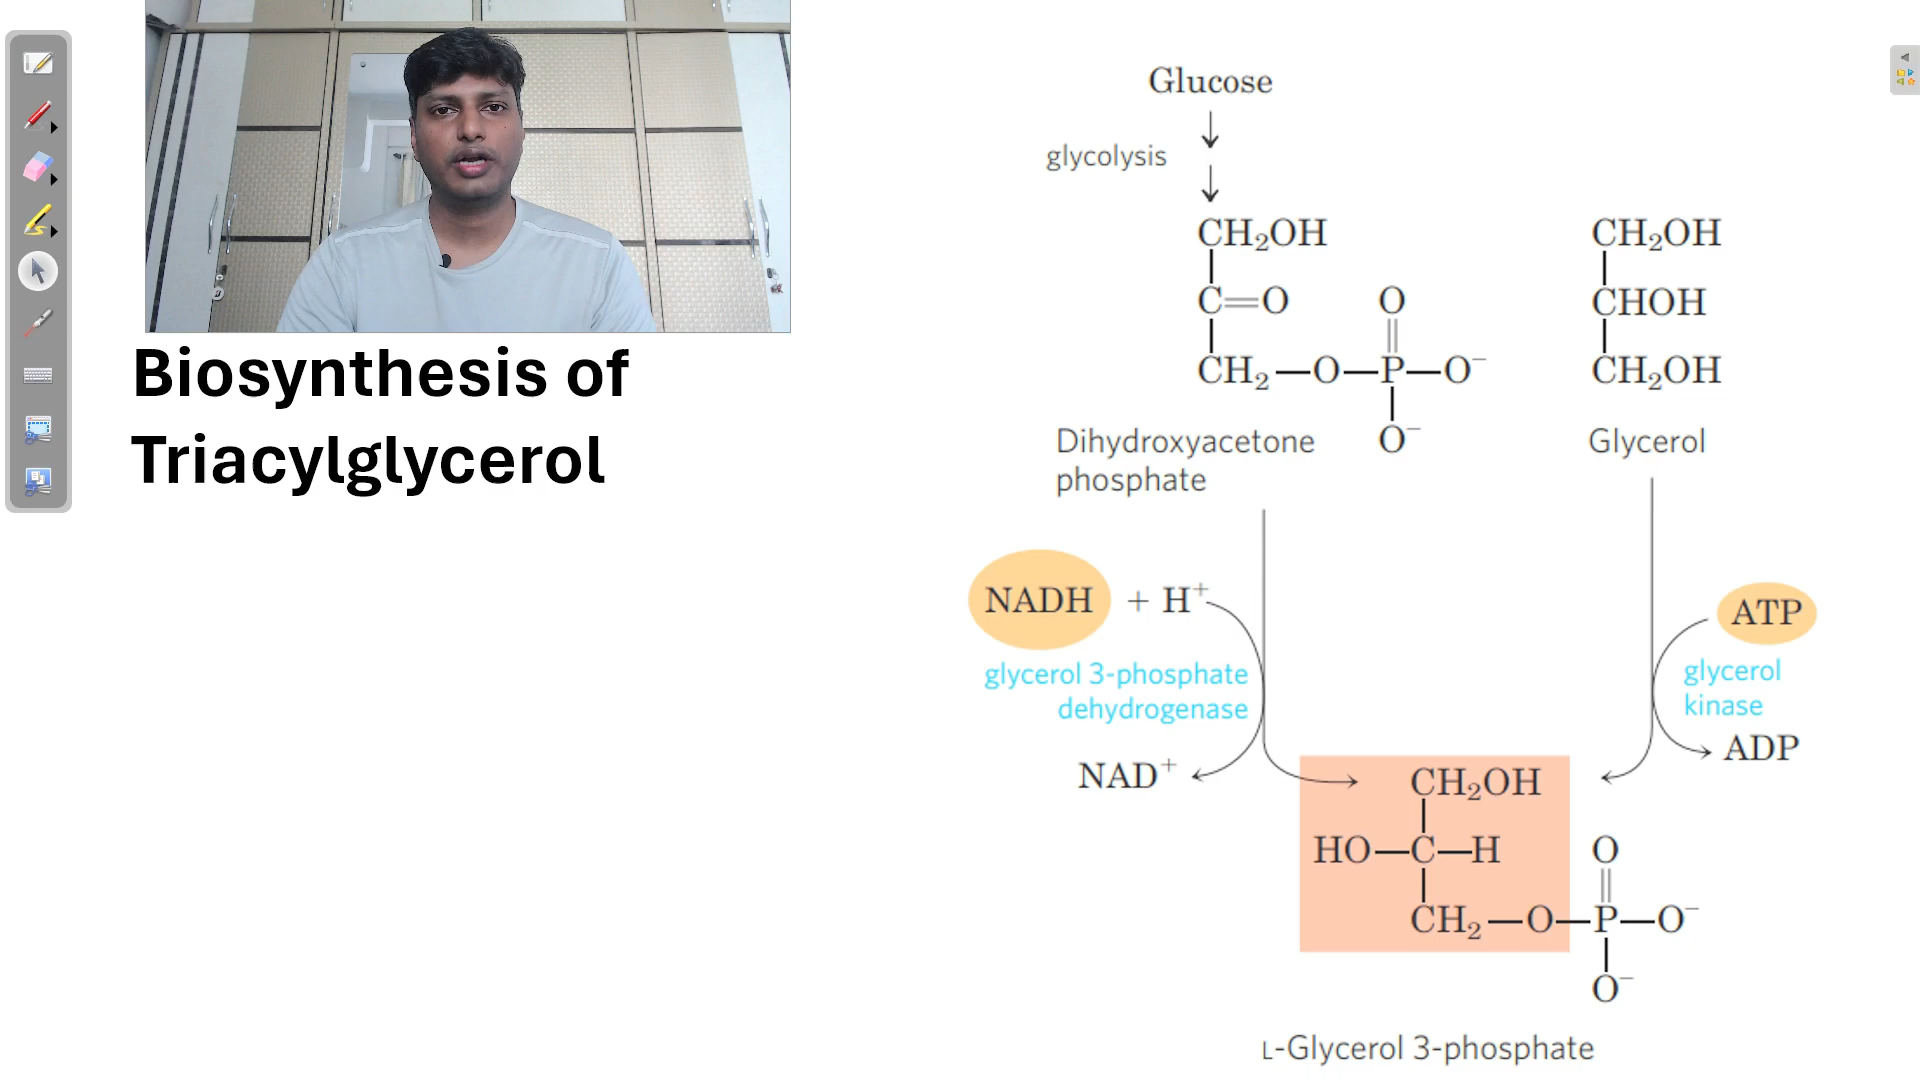 Biosynthesis of
Triacylglycerol
Glucose
glycolysis
CH₂OH
C=O
O
CH₂—O—P—O⁻
O⁻
Dihydroxyacetone
phosphate
CH₂OH
CHOH
CH₂OH
Glycerol
NADH + H⁺
glycerol 3-phosphate
dehydrogenase
NAD⁺
ATP
glycerol
kinase
ADP
CH₂OH
HO—C—H
O
CH₂—O—P—O⁻
O⁻
L-Glycerol 3-phosphate